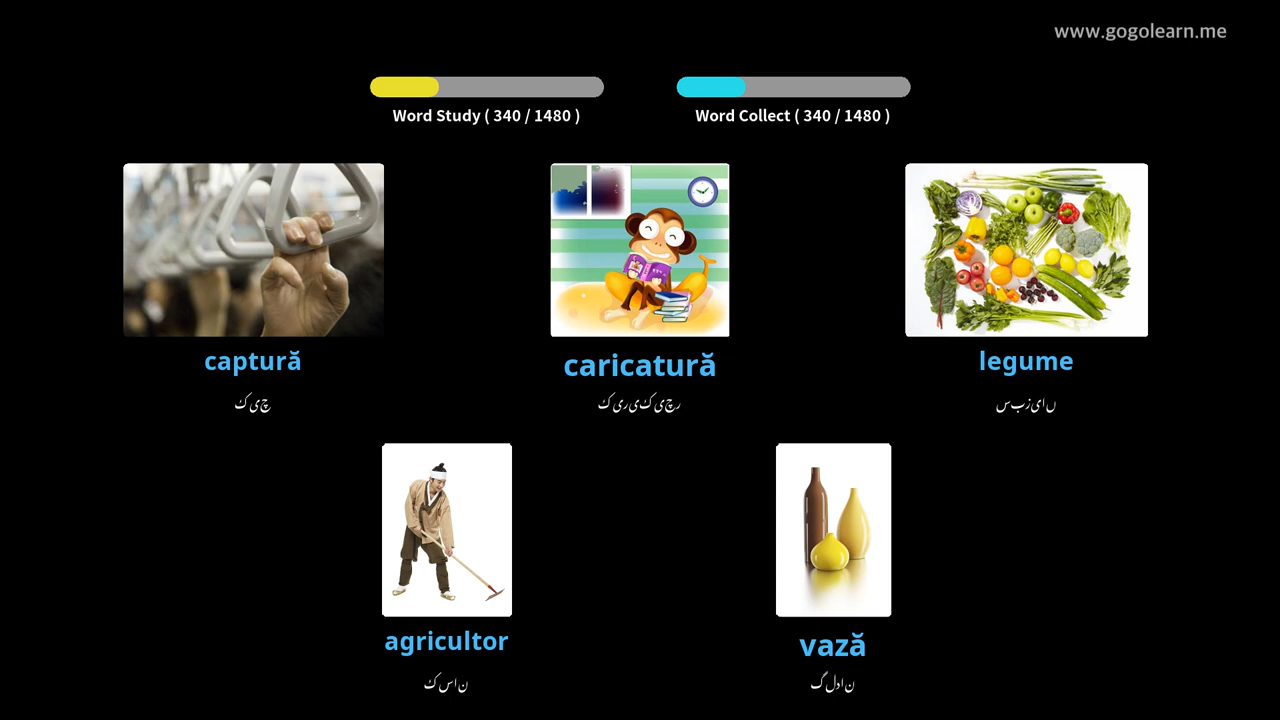 www.gogolearn.me
Word Study ( 340 / 1480 )
Word Collect ( 340 / 1480 )
captură
کیچ
caricatură
کیریکیچر
legume
سبزیاں
agricultor
کسان
vază
گلدان